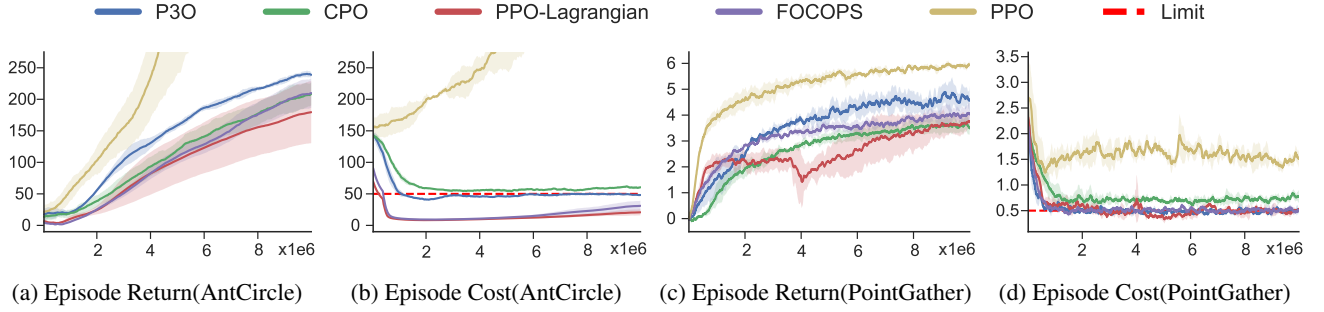 P3O CPO PPO-Lagrangian FOCOPS PPO Limit
250 200 150 100 50 0
2 4 6 8 x1e6
250 200 150 100 50 0
2 4 6 8 x1e6
6 5 4 3 2 1 0
2 4 6 8 x1e6
3.5 3.0 2.5 2.0 1.5 1.0 0.5
2 4 6 8 x1e6
(a) Episode Return(AntCircle) (b) Episode Cost(AntCircle) (c) Episode Return(PointGather) (d) Episode Cost(PointGather)